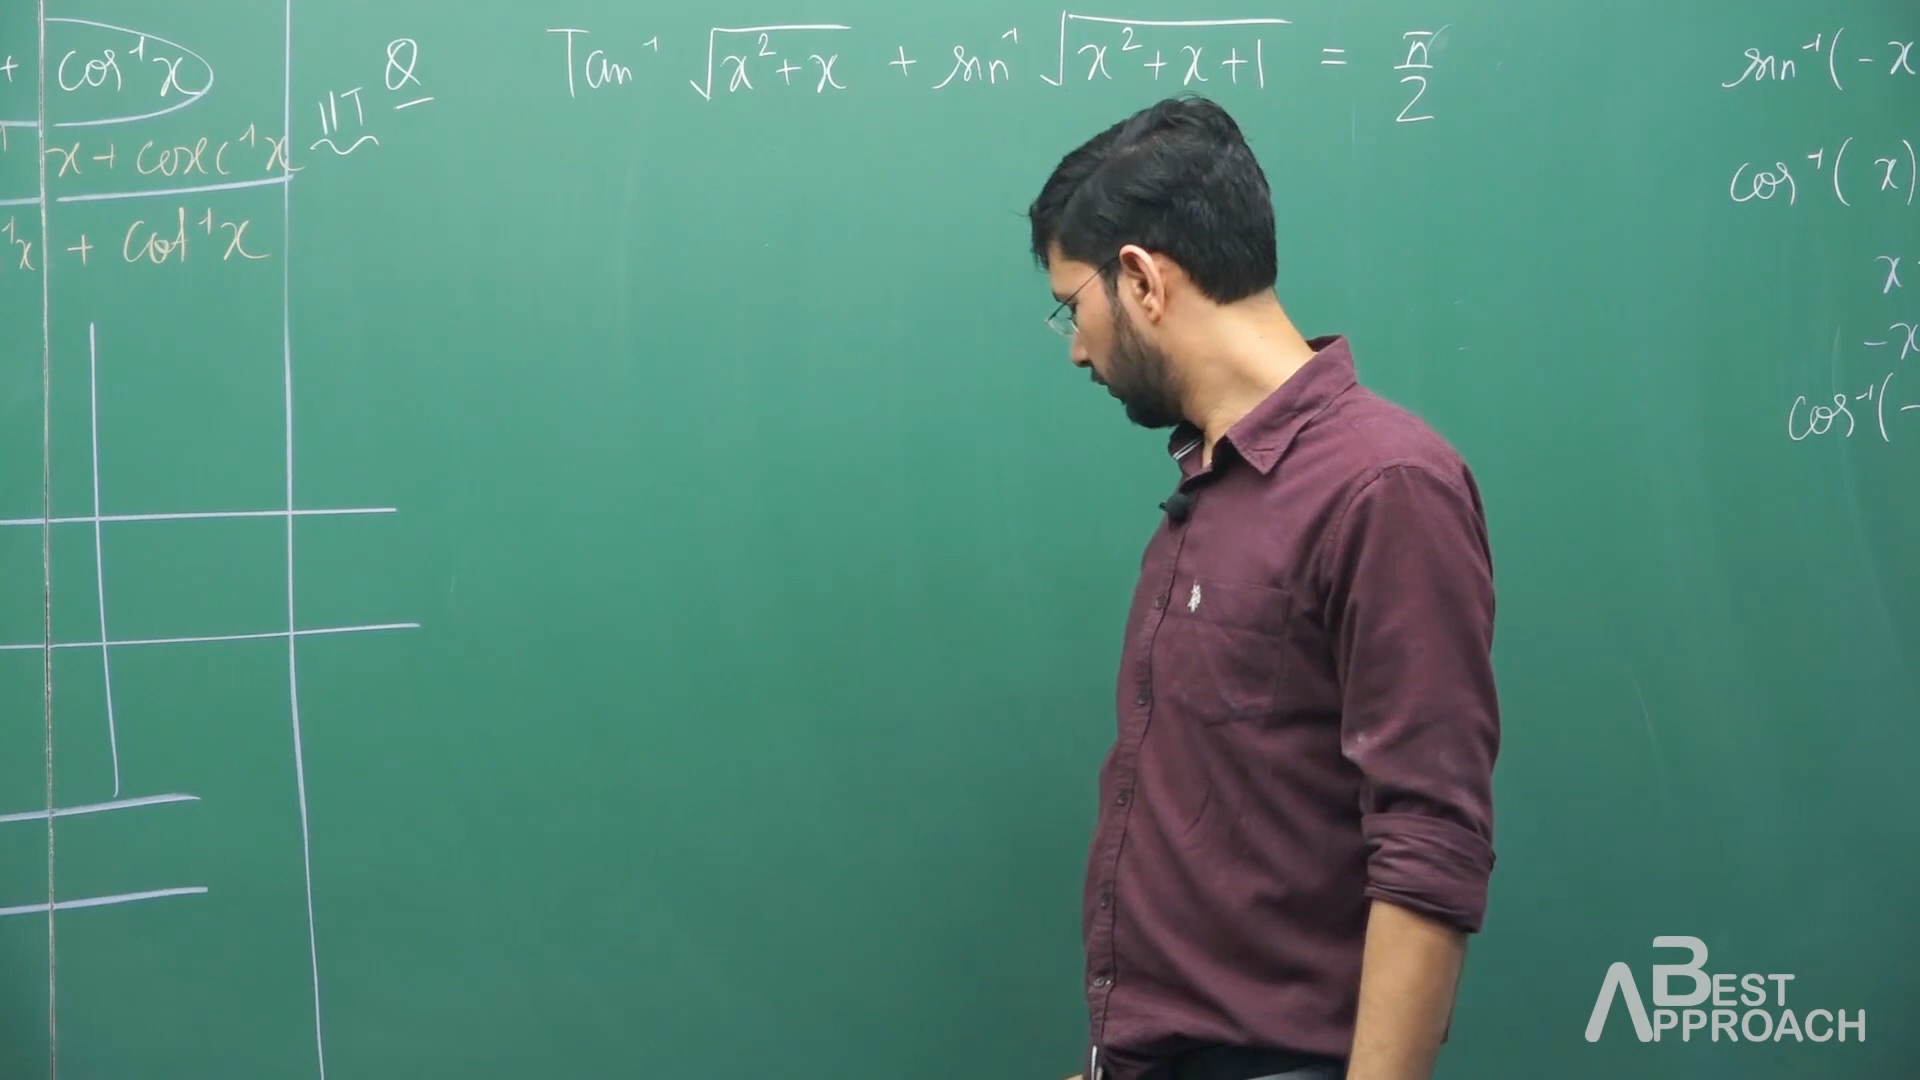 + cos⁻¹x
x + cosec⁻¹x
⁻¹x + cot⁻¹x
IIT
Q
Tan⁻¹ √(x²+x) + sin⁻¹ √(x²+x+1) = π/2
sin⁻¹(-x
cos⁻¹( x)
x
-x
cos⁻¹(-
BEST
APPROACH